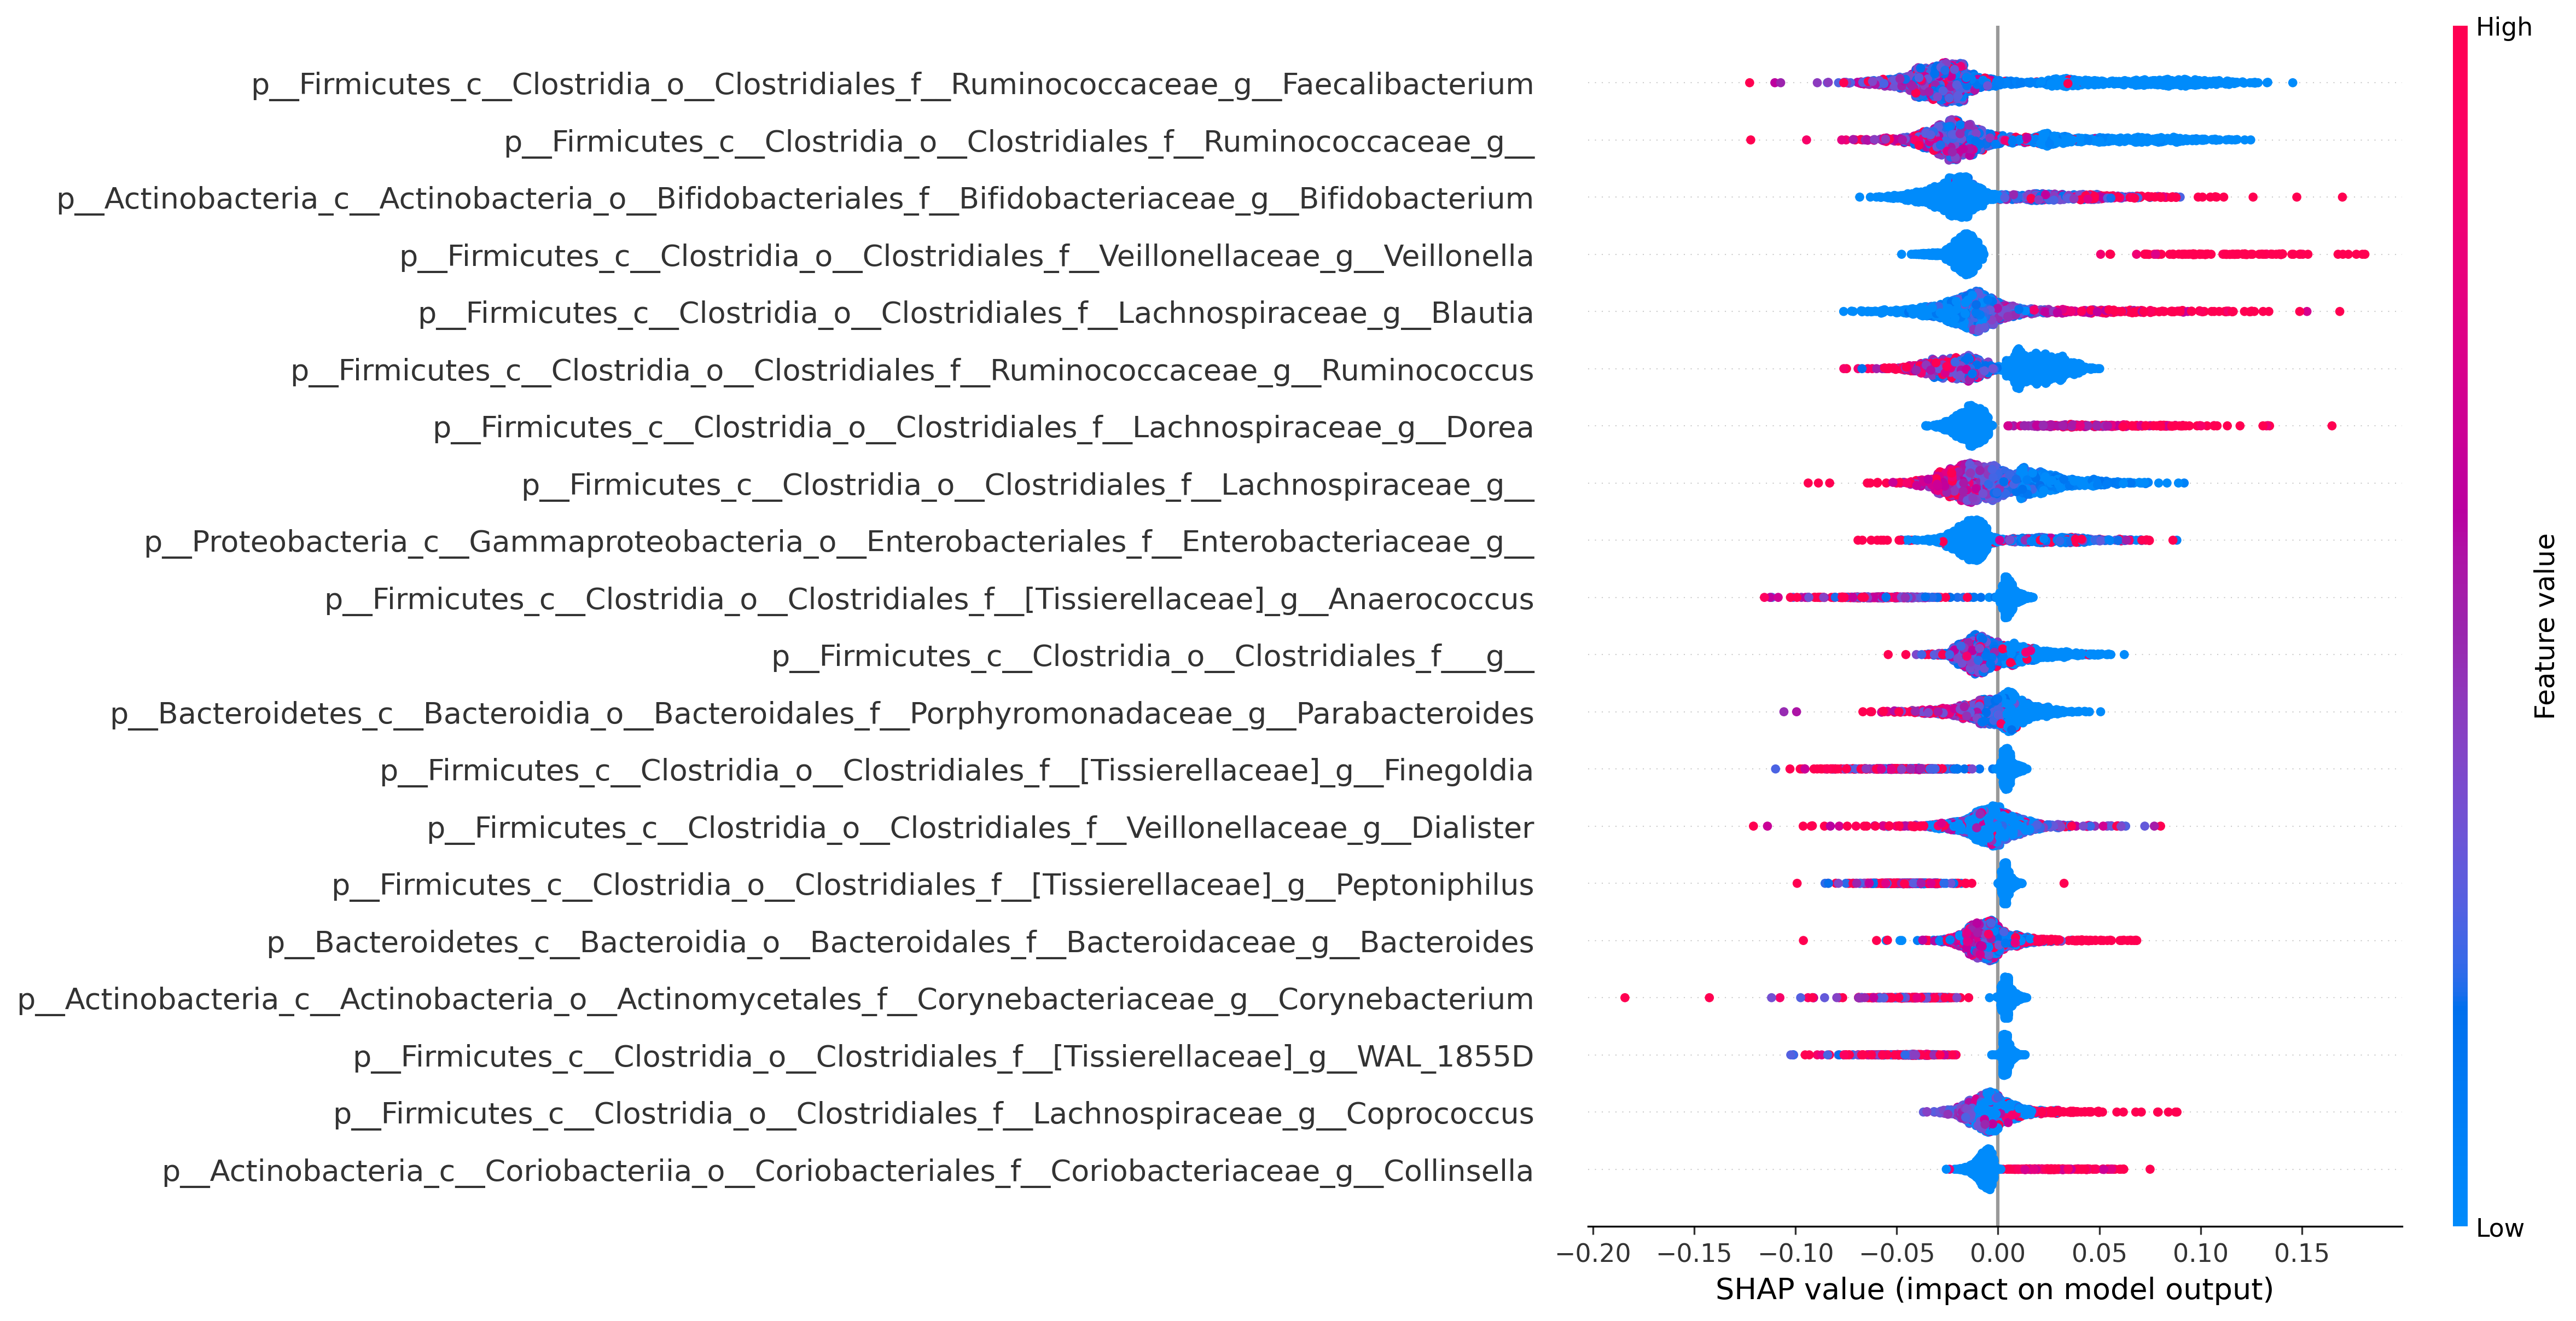 High
p__Firmicutes_c__Clostridia_o__Clostridiales_f__Ruminococcaceae_g__Faecalibacterium
p__Firmicutes_c__Clostridia_o__Clostridiales_f__Ruminococcaceae_g__
p__Actinobacteria_c__Actinobacteria_o__Bifidobacteriales_f__Bifidobacteriaceae_g__Bifidobacterium
p__Firmicutes_c__Clostridia_o__Clostridiales_f__Veillonellaceae_g__Veillonella
p__Firmicutes_c__Clostridia_o__Clostridiales_f__Lachnospiraceae_g__Blautia
p__Firmicutes_c__Clostridia_o__Clostridiales_f__Ruminococcaceae_g__Ruminococcus
p__Firmicutes_c__Clostridia_o__Clostridiales_f__Lachnospiraceae_g__Dorea
p__Firmicutes_c__Clostridia_o__Clostridiales_f__Lachnospiraceae_g__
p__Proteobacteria_c__Gammaproteobacteria_o__Enterobacteriales_f__Enterobacteriaceae_g__
p__Firmicutes_c__Clostridia_o__Clostridiales_f__[Tissierellaceae]_g__Anaerococcus
p__Firmicutes_c__Clostridia_o__Clostridiales_f___g__
p__Bacteroidetes_c__Bacteroidia_o__Bacteroidales_f__Porphyromonadaceae_g__Parabacteroides
p__Firmicutes_c__Clostridia_o__Clostridiales_f__[Tissierellaceae]_g__Finegoldia
p__Firmicutes_c__Clostridia_o__Clostridiales_f__Veillonellaceae_g__Dialister
p__Firmicutes_c__Clostridia_o__Clostridiales_f__[Tissierellaceae]_g__Peptoniphilus
p__Bacteroidetes_c__Bacteroidia_o__Bacteroidales_f__Bacteroidaceae_g__Bacteroides
p__Actinobacteria_c__Actinobacteria_o__Actinomycetales_f__Corynebacteriaceae_g__Corynebacterium
p__Firmicutes_c__Clostridia_o__Clostridiales_f__[Tissierellaceae]_g__WAL_1855D
p__Firmicutes_c__Clostridia_o__Clostridiales_f__Lachnospiraceae_g__Coprococcus
p__Actinobacteria_c__Coriobacteriia_o__Coriobacteriales_f__Coriobacteriaceae_g__Collinsella
Feature value
Low
−0.20 −0.15 −0.10 −0.05 0.00 0.05 0.10 0.15
SHAP value (impact on model output)